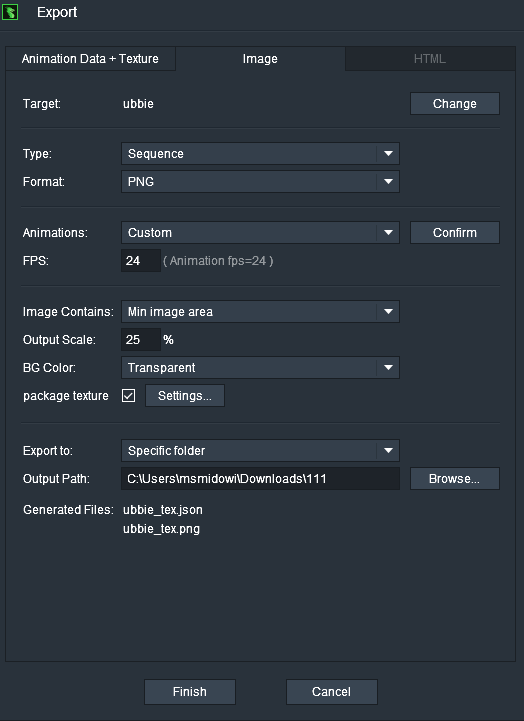 Export
Animation Data + Texture Image HTML
Target: ubbie Change
Type: Sequence
Format: PNG
Animations: Custom Confirm
FPS: 24 ( Animation fps=24 )
Image Contains: Min image area
Output Scale: 25 %
BG Color: Transparent
package texture Settings...
Export to: Specific folder
Output Path: C:\Users\msmidowi\Downloads\111 Browse...
Generated Files: ubbie_tex.json
ubbie_tex.png
Finish Cancel